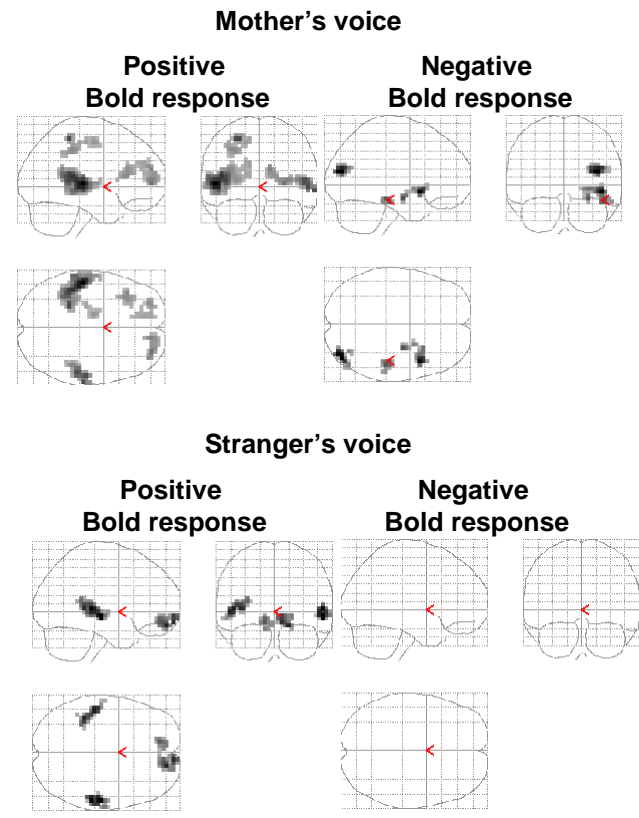 Mother's voice
Positive
Bold response
Negative
Bold response
Stranger's voice
Positive
Bold response
Negative
Bold response